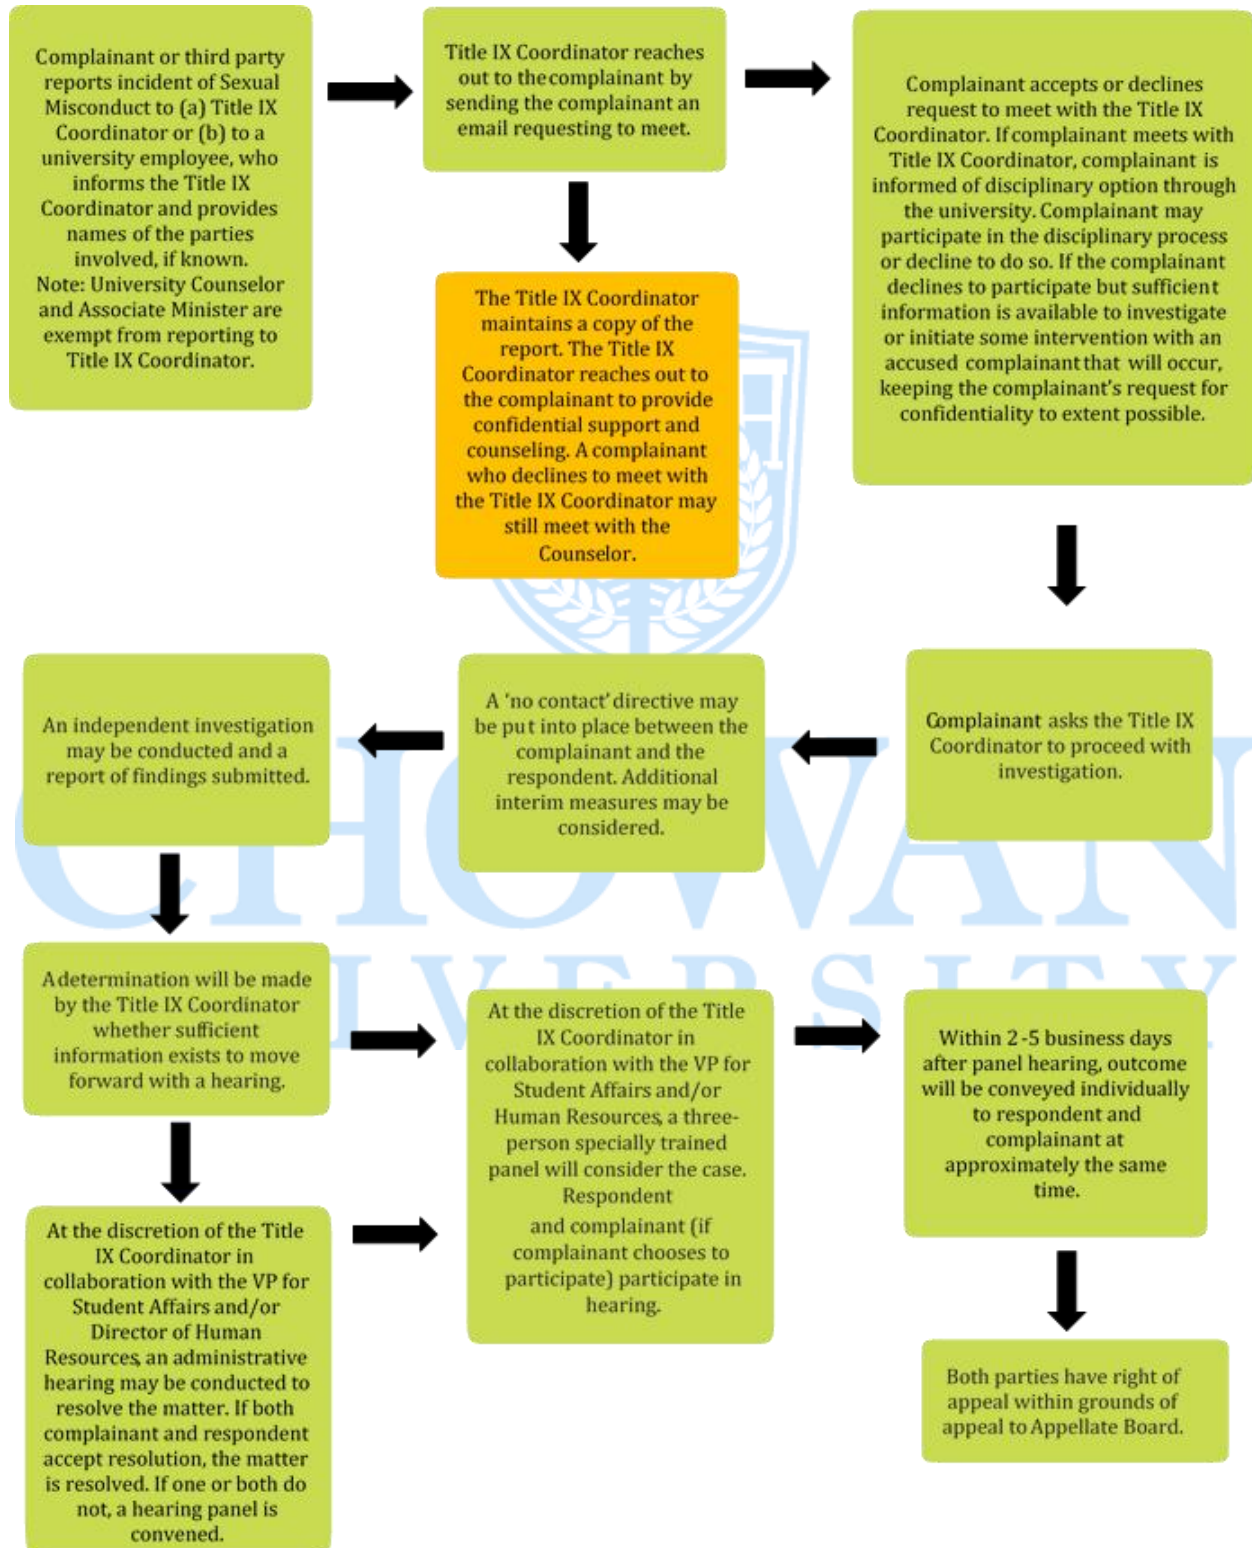 Complainant or third party
reports incident of Sexual
Misconduct to (a) Title IX
Coordinator or (b) to a
university employee, who
informs the Title IX
Coordinator and provides
names of the parties
involved, if known.
Note: University Counselor
and Associate Minister are
exempt from reporting to
Title IX Coordinator.
Title IX Coordinator reaches
out to the complainant by
sending the complainant an
email requesting to meet.
Complainant accepts or declines
request to meet with the Title IX
Coordinator. If complainant meets with
Title IX Coordinator, complainant is
informed of disciplinary option through
the university. Complainant may
participate in the disciplinary process
or decline to do so. If the complainant
declines to participate but sufficient
information is available to investigate
or initiate some intervention with an
accused complainant that will occur,
keeping the complainant's request for
confidentiality to extent possible.
The Title IX Coordinator
maintains a copy of the
report. The Title IX
Coordinator reaches out to
the complainant to provide
confidential support and
counseling. A complainant
who declines to meet with
the Title IX Coordinator may
still meet with the
Counselor.
An independent investigation
may be conducted and a
report of findings submitted.
A 'no contact' directive may
be put into place between the
complainant and the
respondent. Additional
interim measures may be
considered.
Complainant asks the Title IX
Coordinator to proceed with
investigation.
CHOWAN
A determination will be made
by the Title IX Coordinator
whether sufficient
information exists to move
forward with a hearing.
At the discretion of the Title
IX Coordinator in
collaboration with the VP for
Student Affairs and/or
Human Resources, a three-
person specially trained
panel will consider the case.
Respondent
and complainant (if
complainant chooses to
participate) participate in
hearing.
Within 2-5 business days
after panel hearing, outcome
will be conveyed individually
to respondent and
complainant at
approximately the same
time.
UNIVERSITY
At the discretion of the Title
IX Coordinator in
collaboration with the VP for
Student Affairs and/or
Director of Human
Resources, an administrative
hearing may be conducted to
resolve the matter. If both
complainant and respondent
accept resolution, the matter
is resolved. If one or both do
not, a hearing panel is
convened.
Both parties have right of
appeal within grounds of
appeal to Appellate Board.